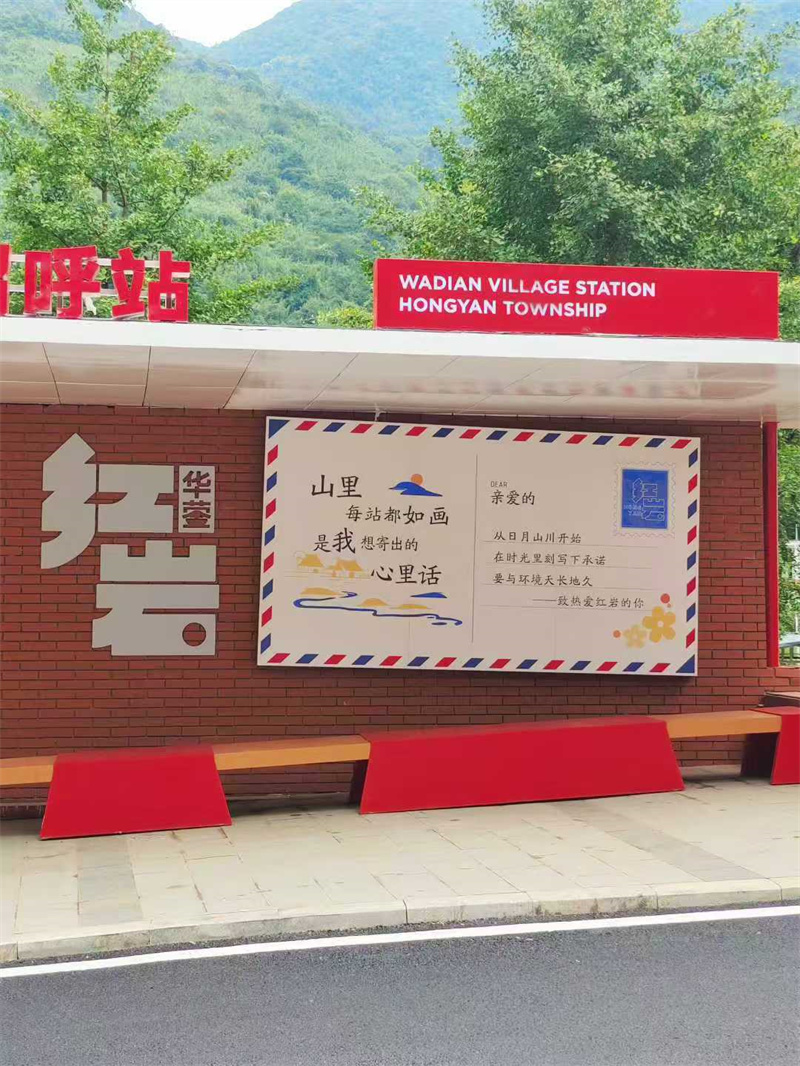 呼站
WADIAN VILLAGE STATION
HONGYAN TOWNSHIP
红岩
华蓥
山里
每站都如画
是我想寄出的
心里话
DEAR
亲爱的
从日月山川开始
在时光里刻写下承诺
要与环境天长地久
——致热爱红岩的你
红岩